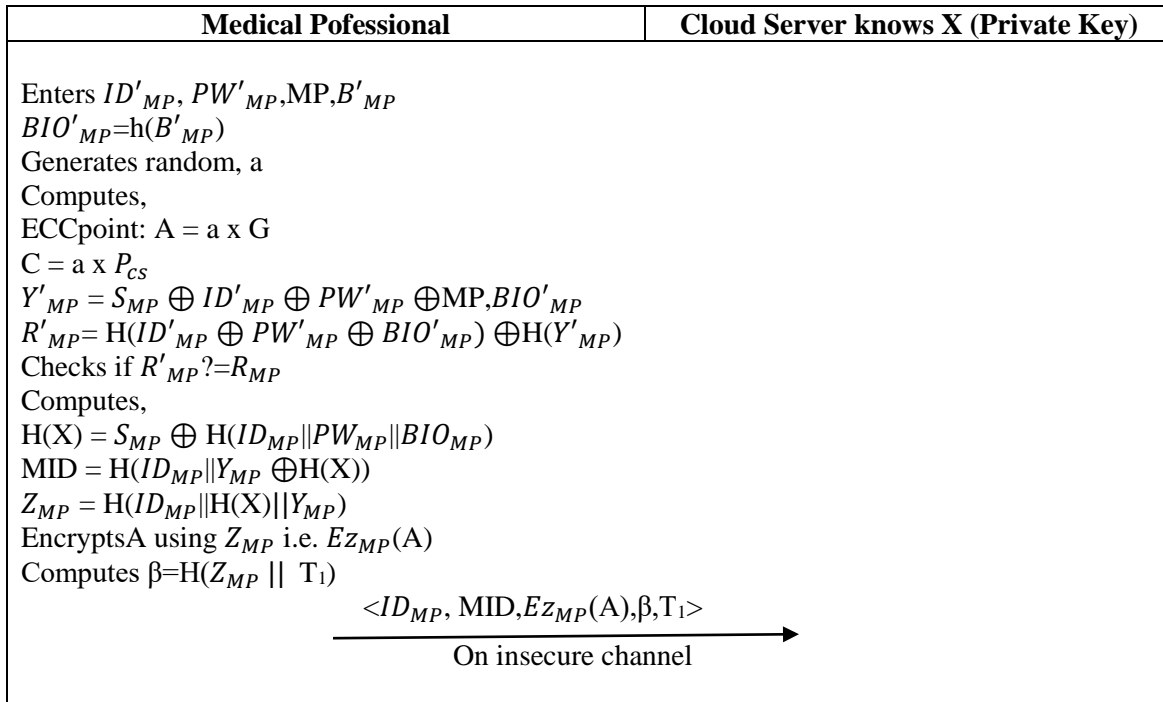 Medical Pofessional
Cloud Server knows X (Private Key)
Enters 𝐼𝐷′𝑀𝑃, 𝑃𝑊′𝑀𝑃,MP,𝐵′𝑀𝑃
𝐵𝐼𝑂′𝑀𝑃=h(𝐵′𝑀𝑃)
Generates random, a
Computes,
ECCpoint: A = a x G
C = a x 𝑃𝑐𝑠
𝑌′𝑀𝑃 = 𝑆𝑀𝑃 ⊕ 𝐼𝐷′𝑀𝑃 ⊕ 𝑃𝑊′𝑀𝑃 ⊕MP,𝐵𝐼𝑂′𝑀𝑃
𝑅′𝑀𝑃= H(𝐼𝐷′𝑀𝑃 ⊕ 𝑃𝑊′𝑀𝑃 ⊕ 𝐵𝐼𝑂′𝑀𝑃) ⊕H(𝑌′𝑀𝑃)
Checks if 𝑅′𝑀𝑃?=𝑅𝑀𝑃
Computes,
H(X) = 𝑆𝑀𝑃 ⊕ H(𝐼𝐷𝑀𝑃||𝑃𝑊𝑀𝑃||𝐵𝐼𝑂𝑀𝑃)
MID = H(𝐼𝐷𝑀𝑃||𝑌𝑀𝑃 ⊕H(X))
𝑍𝑀𝑃 = H(𝐼𝐷𝑀𝑃||H(X)||𝑌𝑀𝑃)
EncryptsA using 𝑍𝑀𝑃 i.e. 𝐸𝑧𝑀𝑃(A)
Computes β=H(𝑍𝑀𝑃 || T₁)
<𝐼𝐷𝑀𝑃, MID,𝐸𝑧𝑀𝑃(A),β,T₁>
On insecure channel